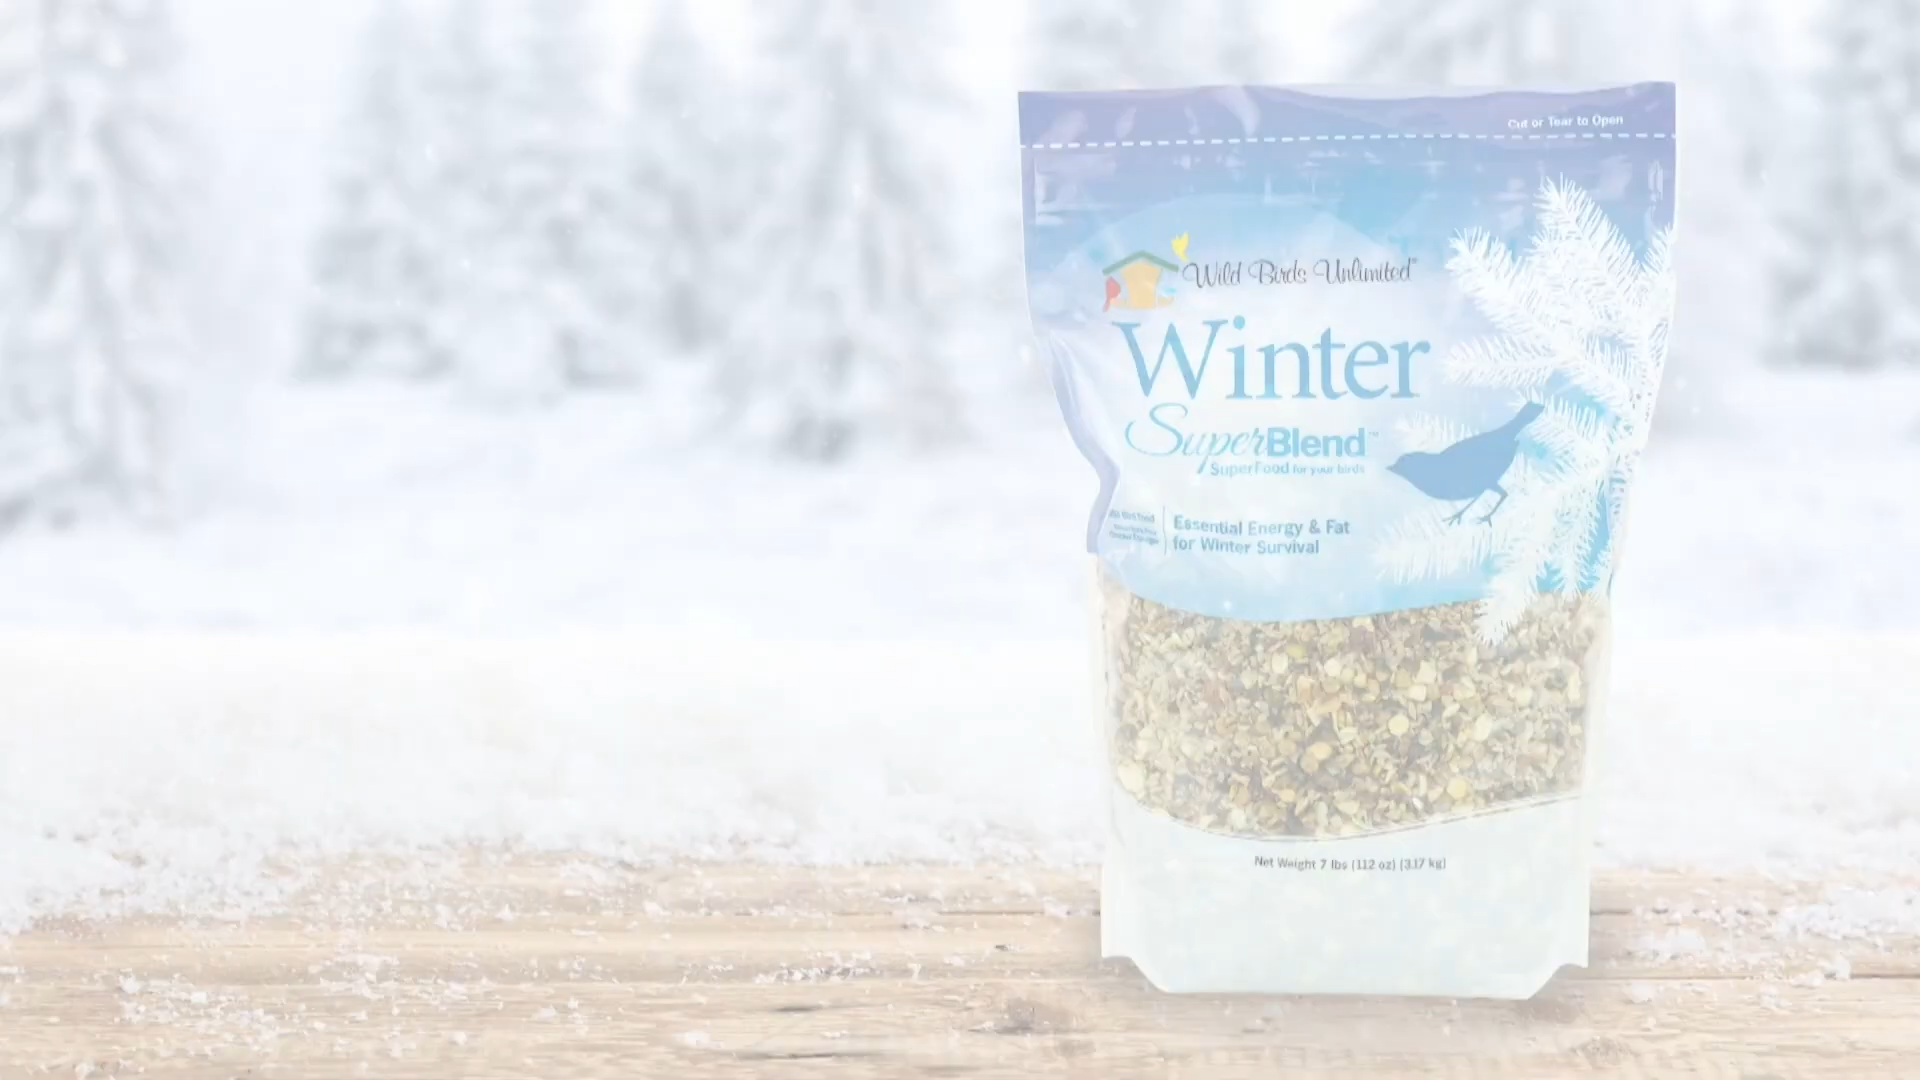 Cut or Tear to Open
Wild Birds Unlimited
Winter
SuperBlend™
SuperFood for your birds
Essential Energy & Fat
for Winter Survival
Net Weight 7 lbs (112 oz) (3.17 kg)